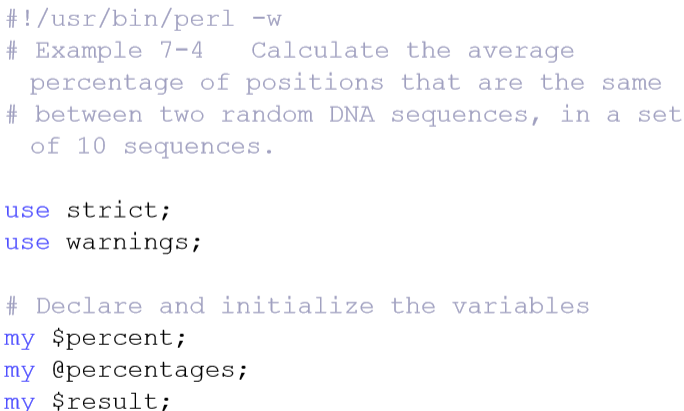 #!/usr/bin/perl -w
# Example 7-4   Calculate the average
percentage of positions that are the same
# between two random DNA sequences, in a set
of 10 sequences.
use strict;
use warnings;
# Declare and initialize the variables
my $percent;
my @percentages;
my $result;